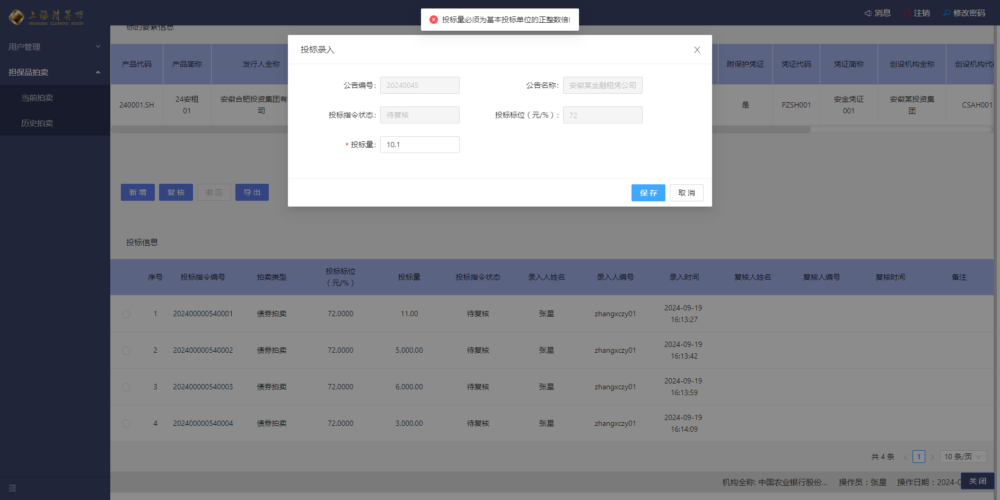 上海清算所
SHANGHAI CLEARING HOUSE
消息
注销
修改密码
投标量必须为基本投标单位的正整数倍!
用户管理
担保品拍卖
当前拍卖
历史拍卖
标的要素信息
产品代码 产品简称 发行人全称 附保护凭证 凭证代码 凭证简称 创设机构全称 创设机构代
240001.SH 24安租01 安徽合肥投资集团有 司 是 PZSH001 安金凭证001 安徽某投资集团 CSAH001
投标录入
公告编号: 20240045 公告名称: 安徽某金融租凭公司
投标指令状态: 待复核 投标标位（元/%）: 72
* 投标量: 10.1
保存 取消
新增 复核 撤回 导出
投标信息
序号 投标指令编号 拍卖类型 投标标位（元/%） 投标量 投标指令状态 录入人姓名 录入人编号 录入时间 复核人姓名 复核人编号 复核时间 备注
1 202400000540001 债券拍卖 72.0000 11.00 待复核 张星 zhangxczy01 2024-09-19 16:13:27
2 202400000540002 债券拍卖 72.0000 5,000.00 待复核 张星 zhangxczy01 2024-09-19 16:13:42
3 202400000540003 债券拍卖 72.0000 6,000.00 待复核 张星 zhangxczy01 2024-09-19 16:13:59
4 202400000540004 债券拍卖 72.0000 3,000.00 待复核 张星 zhangxczy01 2024-09-19 16:14:09
共 4 条 < 1 > 10 条/页
机构全称: 中国农业银行股份... 操作员：张星 操作日期：2024-0
关闭